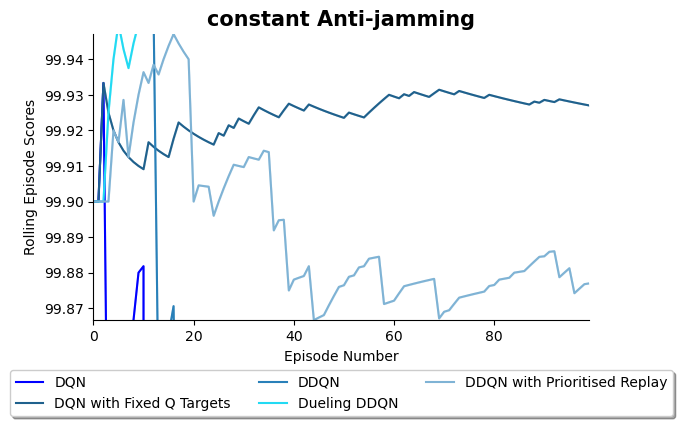 constant Anti-jamming
99.94
99.93
99.92
99.91
99.90
99.89
99.88
99.87
Rolling Episode Scores
0 20 40 60 80
Episode Number
DQN DDQN DDQN with Prioritised Replay
DQN with Fixed Q Targets Dueling DDQN